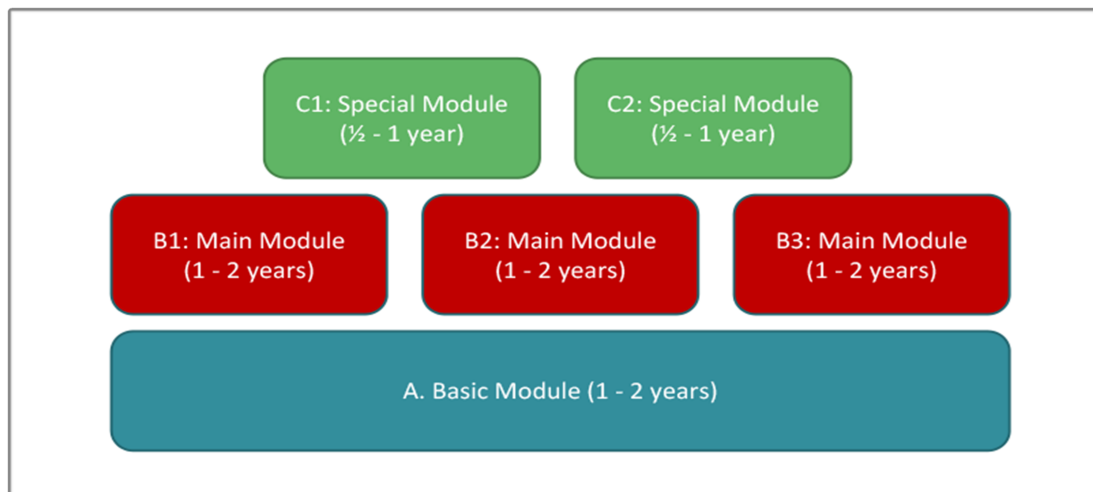 C1: Special Module
(½ - 1 year)
C2: Special Module
(½ - 1 year)
B1: Main Module
(1 - 2 years)
B2: Main Module
(1 - 2 years)
B3: Main Module
(1 - 2 years)
A. Basic Module (1 - 2 years)